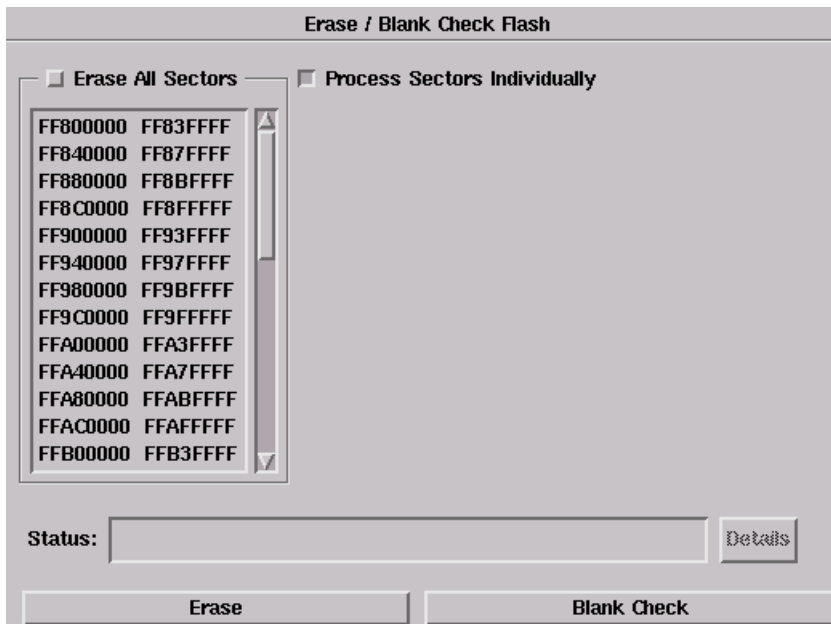 Erase / Blank Check Flash
Erase All Sectors
Process Sectors Individually
FF800000 FF83FFFF
FF840000 FF87FFFF
FF880000 FF8BFFFF
FF8C0000 FF8FFFFF
FF900000 FF93FFFF
FF940000 FF97FFFF
FF980000 FF9BFFFF
FF9C0000 FF9FFFFF
FFA00000 FFA3FFFF
FFA40000 FFA7FFFF
FFA80000 FFABFFFF
FFAC0000 FFAFFFFF
FFB00000 FFB3FFFF
Status:
Details
Erase
Blank Check